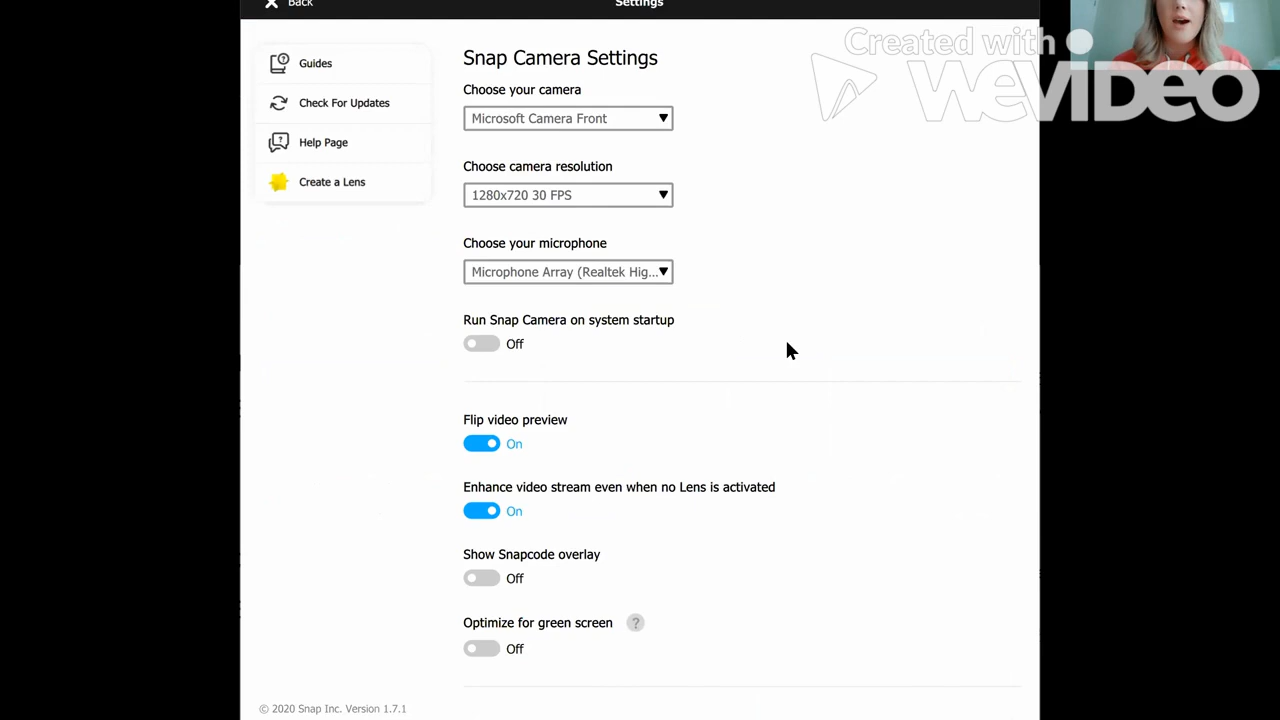 Back
Settings
Created with
WEVIDEO
Guides
Check For Updates
Help Page
Create a Lens
Snap Camera Settings
Choose your camera
Microsoft Camera Front
Choose camera resolution
1280x720 30 FPS
Choose your microphone
Microphone Array (Realtek Hig...
Run Snap Camera on system startup
Off
Flip video preview
On
Enhance video stream even when no Lens is activated
On
Show Snapcode overlay
Off
Optimize for green screen ?
Off
© 2020 Snap Inc. Version 1.7.1